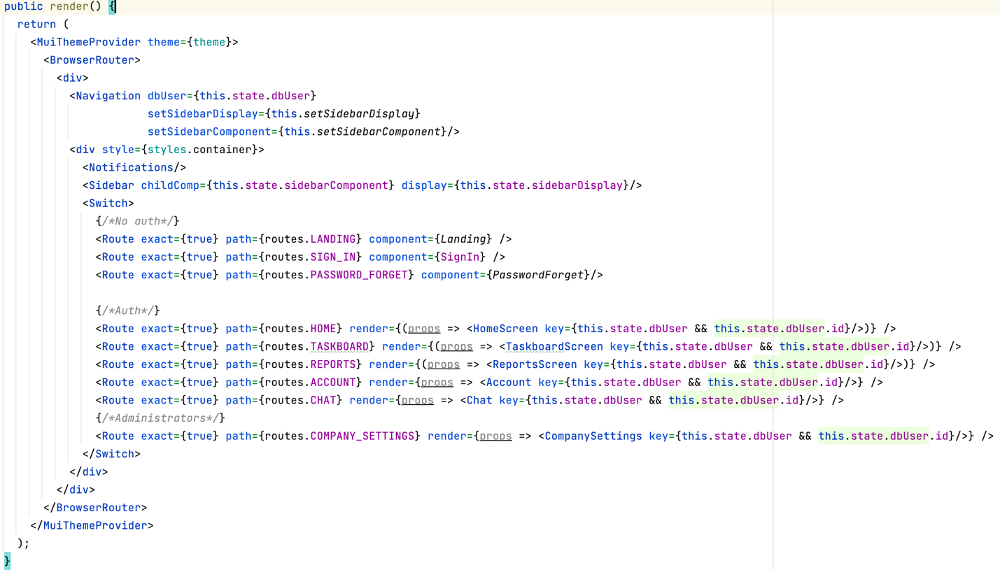 public render() {
return (
<MuiThemeProvider theme={theme}>
<BrowserRouter>
<div>
<Navigation dbUser={this.state.dbUser}
setSidebarDisplay={this.setSidebarDisplay}
setSidebarComponent={this.setSidebarComponent}/>
<div style={styles.container}>
<Notifications/>
<Sidebar childComp={this.state.sidebarComponent} display={this.state.sidebarDisplay}/>
<Switch>
{/*No auth*/}
<Route exact={true} path={routes.LANDING} component={Landing} />
<Route exact={true} path={routes.SIGN_IN} component={SignIn} />
<Route exact={true} path={routes.PASSWORD_FORGET} component={PasswordForget}/>
{/*Auth*/}
<Route exact={true} path={routes.HOME} render={(props => <HomeScreen key={this.state.dbUser && this.state.dbUser.id}/>)} />
<Route exact={true} path={routes.TASKBOARD} render={(props => <TaskboardScreen key={this.state.dbUser && this.state.dbUser.id}/>)} />
<Route exact={true} path={routes.REPORTS} render={(props => <ReportsScreen key={this.state.dbUser && this.state.dbUser.id}/>)} />
<Route exact={true} path={routes.ACCOUNT} render={props => <Account key={this.state.dbUser && this.state.dbUser.id}/>} />
<Route exact={true} path={routes.CHAT} render={props => <Chat key={this.state.dbUser && this.state.dbUser.id}/>} />
{/*Administrators*/}
<Route exact={true} path={routes.COMPANY_SETTINGS} render={props => <CompanySettings key={this.state.dbUser && this.state.dbUser.id}/>} />
</Switch>
</div>
</div>
</BrowserRouter>
</MuiThemeProvider>
);
}